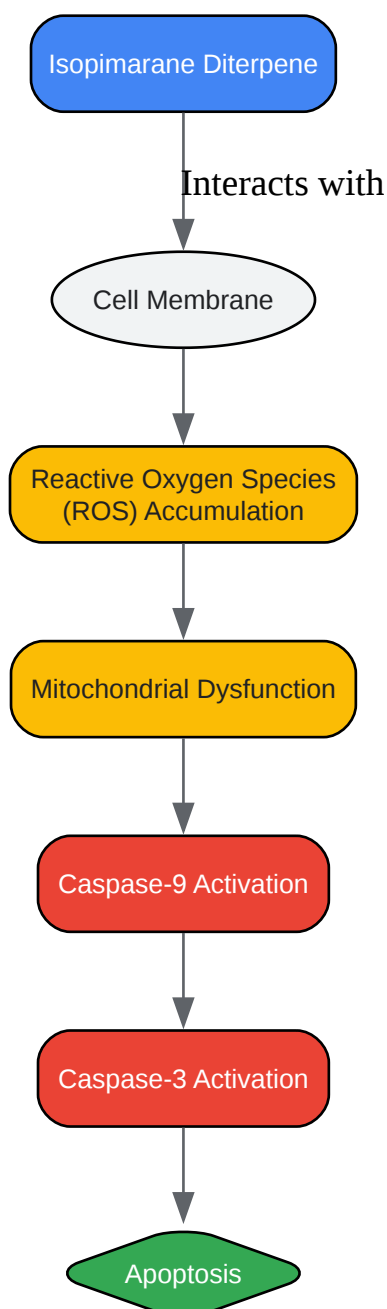 Isopimarane Diterpene
Interacts with
Cell Membrane
Reactive Oxygen Species
(ROS) Accumulation
Mitochondrial Dysfunction
Caspase-9 Activation
Caspase-3 Activation
Apoptosis